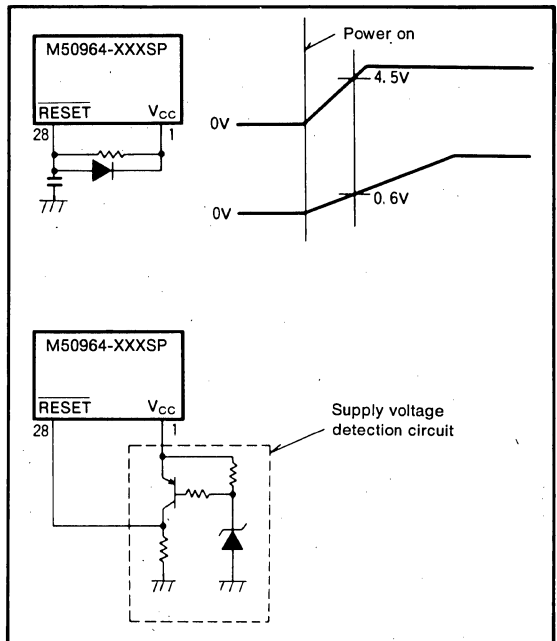 M50964-XXXSP
RESET VCC
28 1
Power on
4.5V
0V
0.6V
0V
M50964-XXXSP
RESET VCC
28 1
Supply voltage
detection circuit